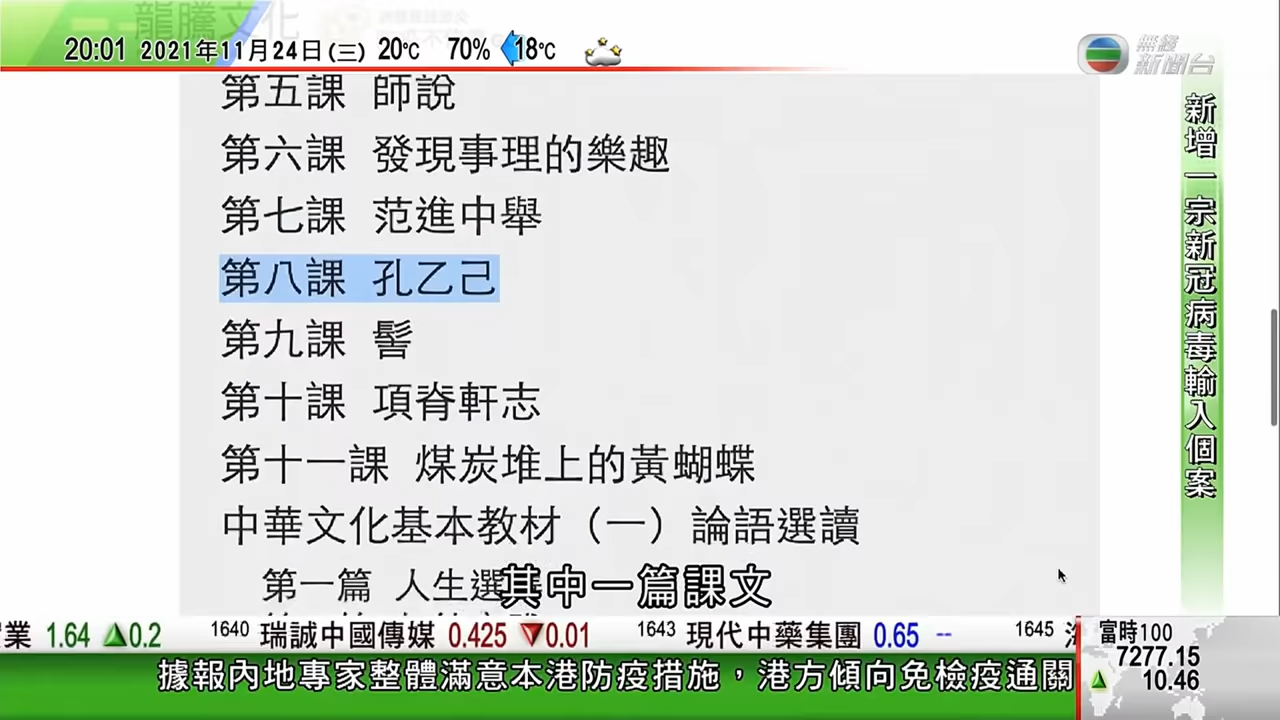 龍騰文化
20:01 2021年11月24日(三) 20℃ 70% 18℃
無綫
新聞台
第五課 師說
第六課 發現事理的樂趣
第七課 范進中舉
第八課 孔乙己
第九課 髻
第十課 項脊軒志
第十一課 煤炭堆上的黃蝴蝶
中華文化基本教材（一）論語選讀
第一篇 人生選
其中一篇課文
新增一宗新冠病毒輸入個案
業 1.64 ▲0.2 1640 瑞誠中國傳媒 0.425 ▼0.01 1643 現代中藥集團 0.65 -- 1645
富時100
7277.15
▲ 10.46
據報內地專家整體滿意本港防疫措施，港方傾向免檢疫通關